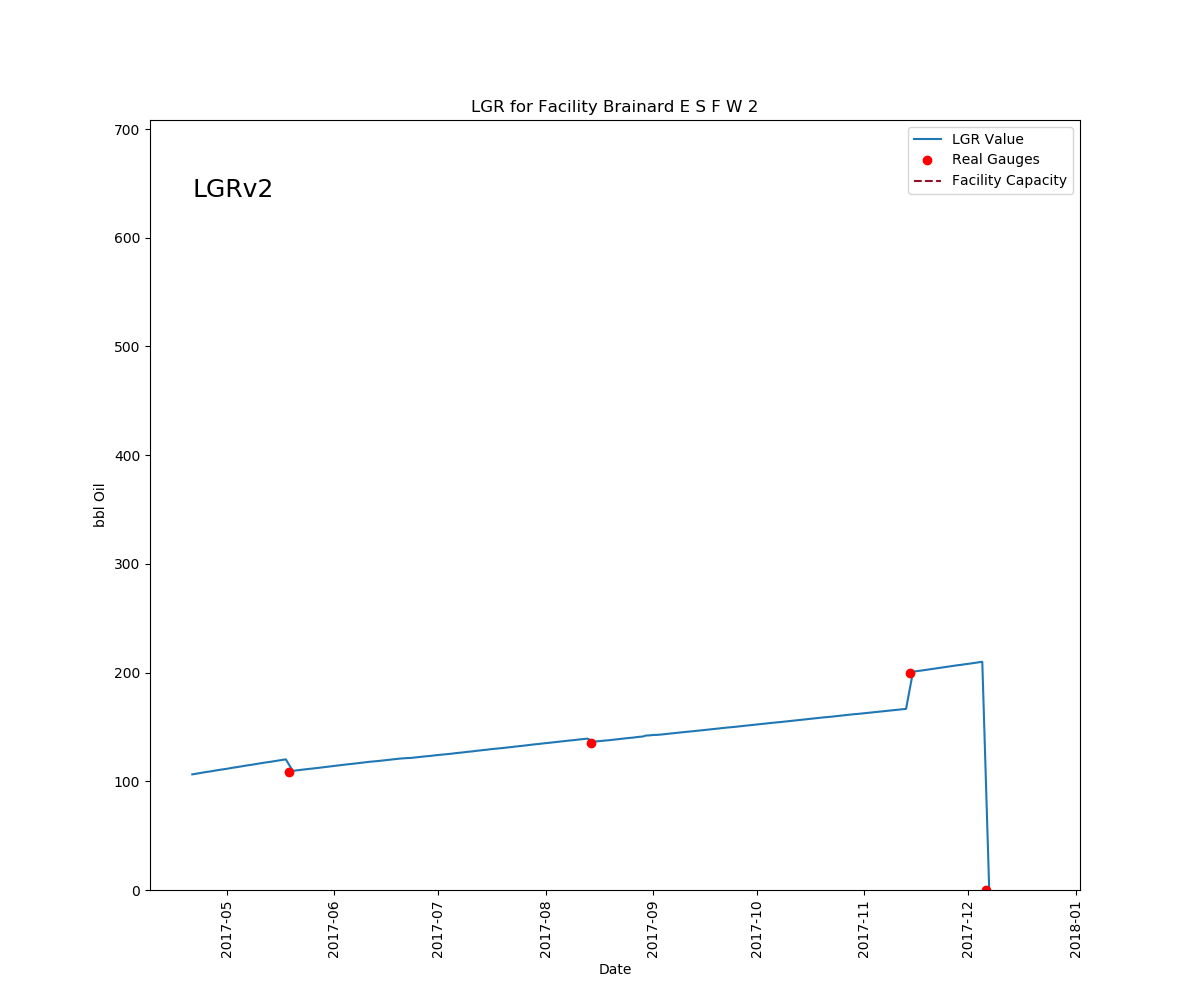 LGR for Facility Brainard E S F W 2
LGRv2
LGR Value
Real Gauges
Facility Capacity
700
600
500
400
300
200
100
0
bbl Oil
2017-05
2017-06
2017-07
2017-08
2017-09
2017-10
2017-11
2017-12
2018-01
Date